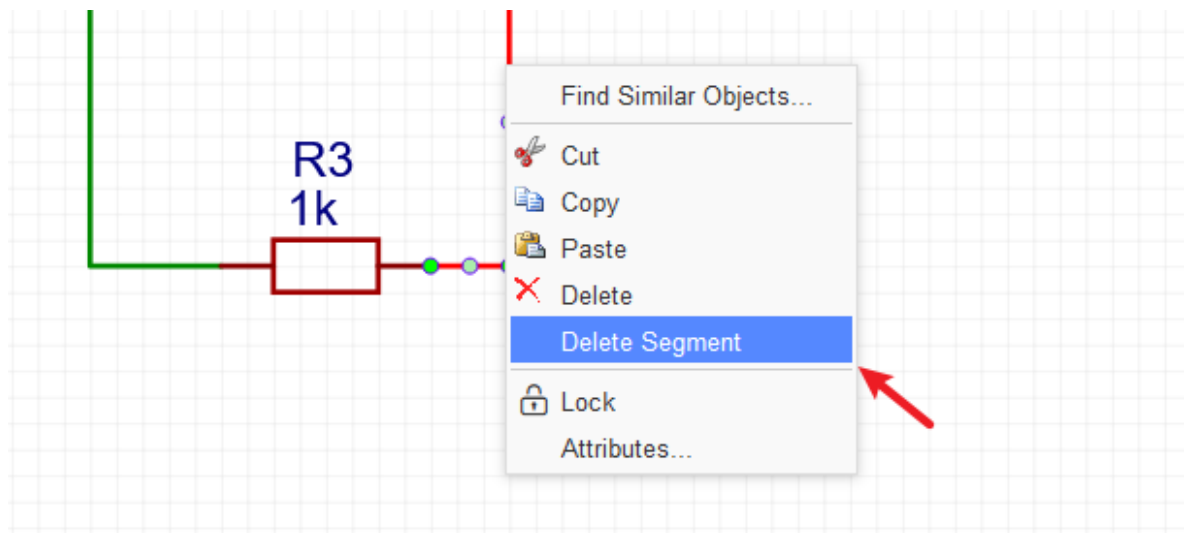 R3
1k
Find Similar Objects...
Cut
Copy
Paste
Delete
Delete Segment
Lock
Attributes...